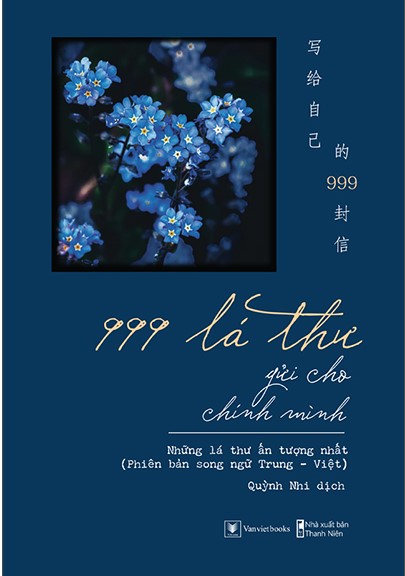 写给自己
的999封信
999 lá thư
gửi cho
chính mình
Những lá thư ấn tượng nhất
(Phiên bản song ngữ Trung - Việt)
Quỳnh Nhi dịch
Vanvietbooks
Nhà xuất bản
Thanh Niên